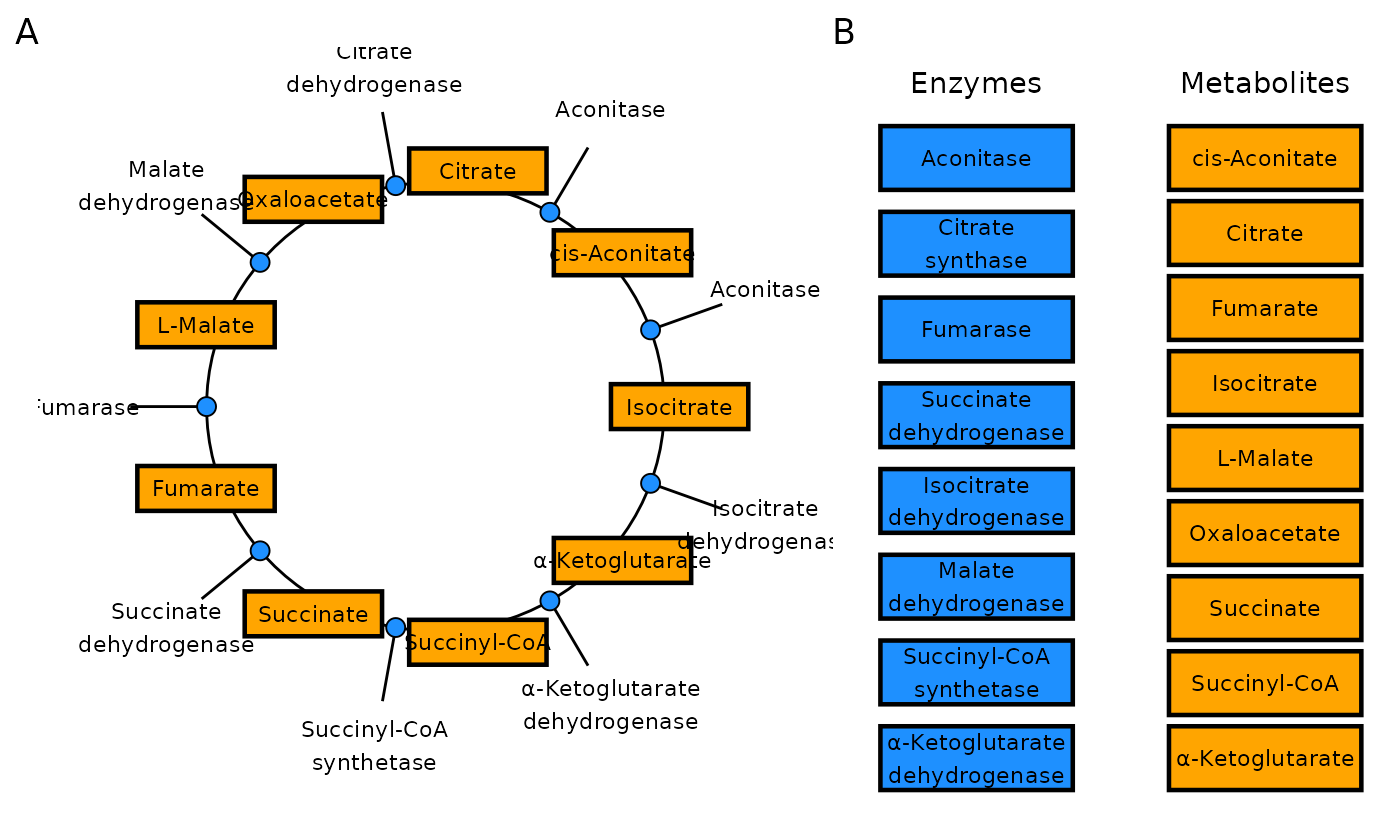 A
Citrate
dehydrogenase
Aconitase
Malate
dehydrogenase
Oxaloacetate
Citrate
cis-Aconitate
Aconitase
L-Malate
Fumarase
Isocitrate
Fumarate
Isocitrate
dehydrogenas
α-Ketoglutarate
Succinate
dehydrogenase
Succinate
Succinyl-CoA
α-Ketoglutarate
dehydrogenase
Succinyl-CoA
synthetase
B
Enzymes
Aconitase
Citrate
synthase
Fumarase
Succinate
dehydrogenase
Isocitrate
dehydrogenase
Malate
dehydrogenase
Succinyl-CoA
synthetase
α-Ketoglutarate
dehydrogenase
Metabolites
cis-Aconitate
Citrate
Fumarate
Isocitrate
L-Malate
Oxaloacetate
Succinate
Succinyl-CoA
α-Ketoglutarate